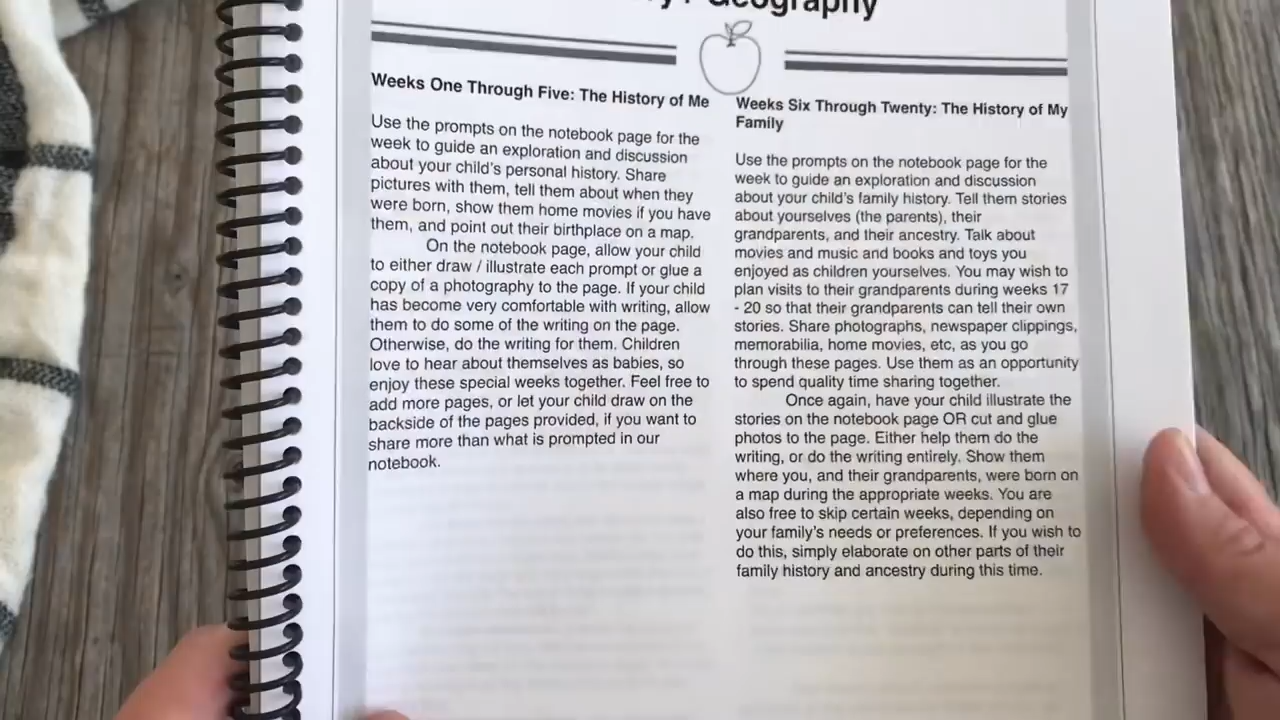 Geography
Weeks One Through Five: The History of Me
Use the prompts on the notebook page for the
week to guide an exploration and discussion
about your child's personal history. Share
pictures with them, tell them about when they
were born, show them home movies if you have
them, and point out their birthplace on a map.
On the notebook page, allow your child
to either draw / illustrate each prompt or glue a
copy of a photography to the page. If your child
has become very comfortable with writing, allow
them to do some of the writing on the page.
Otherwise, do the writing for them. Children
love to hear about themselves as babies, so
enjoy these special weeks together. Feel free to
add more pages, or let your child draw on the
backside of the pages provided, if you want to
share more than what is prompted in our
notebook.
Weeks Six Through Twenty: The History of My
Family
Use the prompts on the notebook page for the
week to guide an exploration and discussion
about your child's family history. Tell them stories
about yourselves (the parents), their
grandparents, and their ancestry. Talk about
movies and music and books and toys you
enjoyed as children yourselves. You may wish to
plan visits to their grandparents during weeks 17
- 20 so that their grandparents can tell their own
stories. Share photographs, newspaper clippings,
memorabilia, home movies, etc, as you go
through these pages. Use them as an opportunity
to spend quality time sharing together.
Once again, have your child illustrate the
stories on the notebook page OR cut and glue
photos to the page. Either help them do the
writing, or do the writing entirely. Show them
where you, and their grandparents, were born on
a map during the appropriate weeks. You are
also free to skip certain weeks, depending on
your family's needs or preferences. If you wish to
do this, simply elaborate on other parts of their
family history and ancestry during this time.